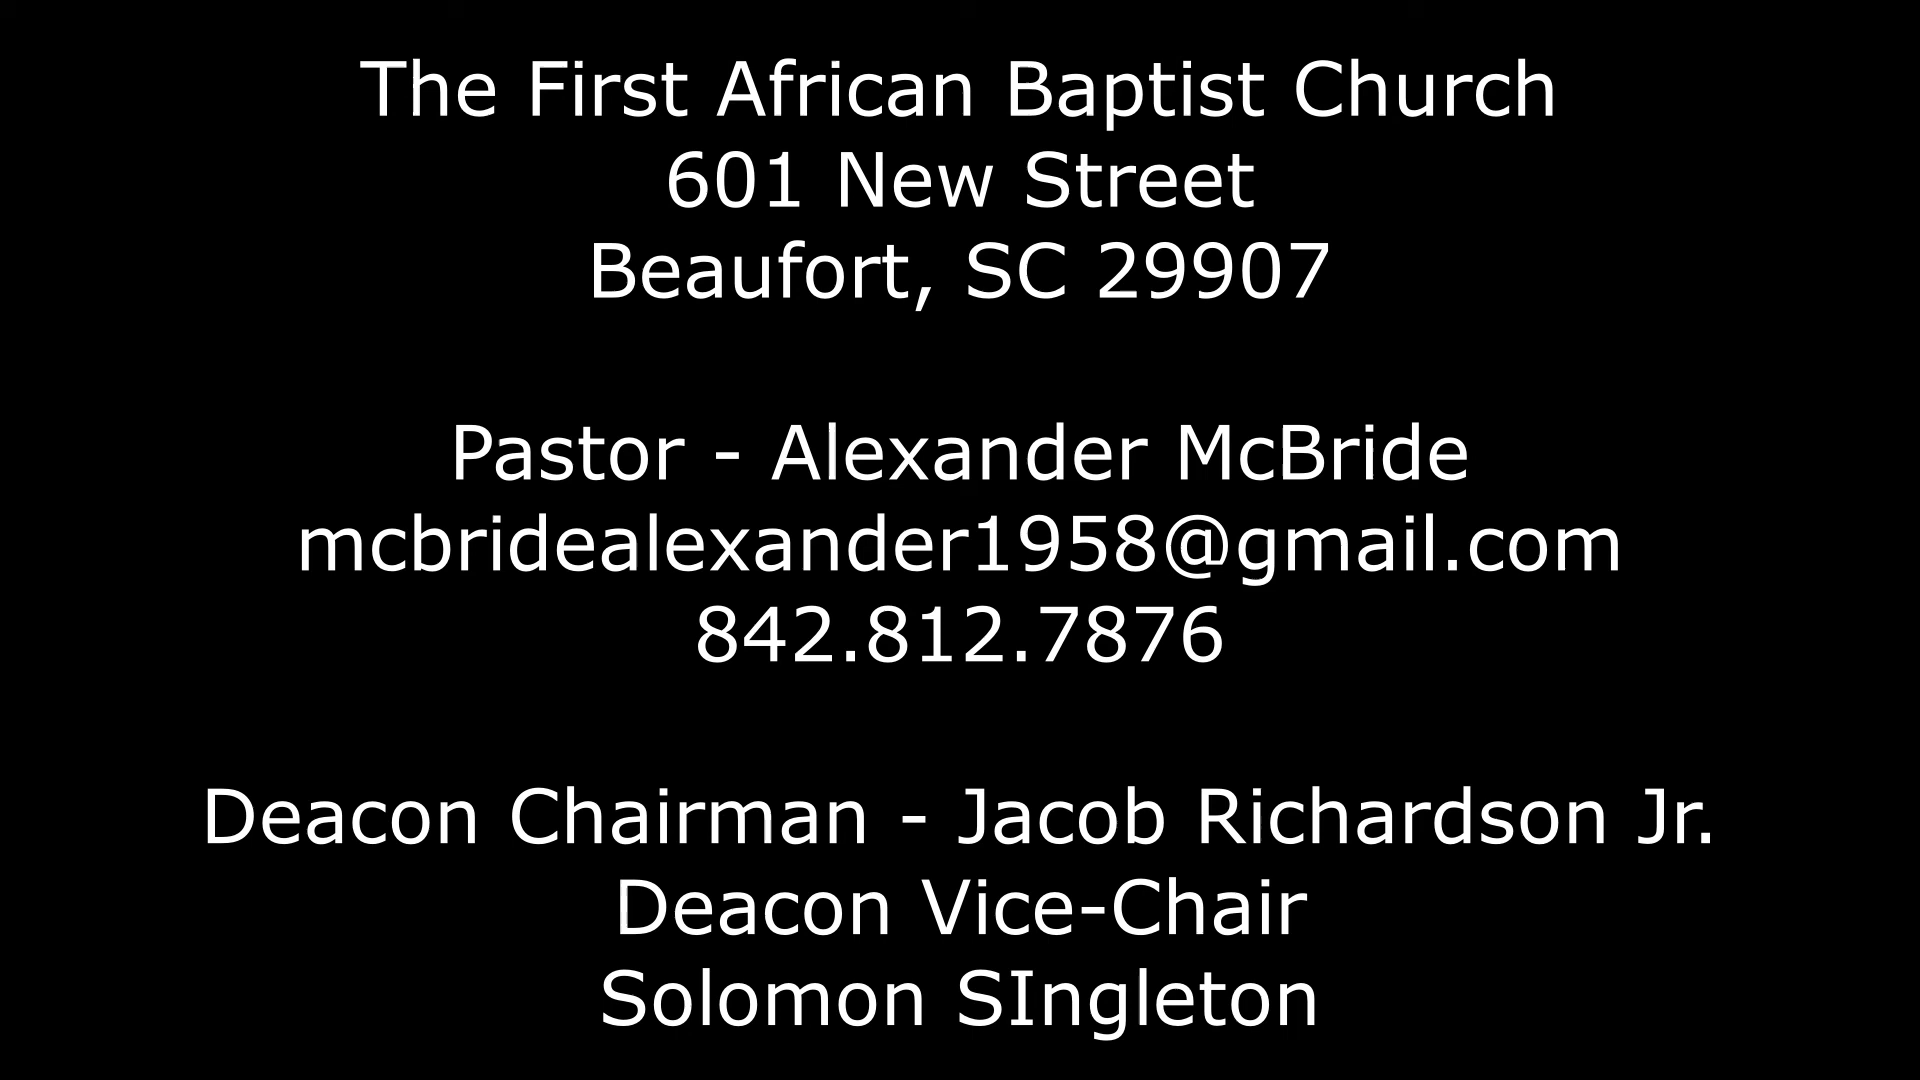 The First African Baptist Church
601 New Street
Beaufort, SC 29907
Pastor - Alexander McBride
mcbridealexander1958@gmail.com
842.812.7876
Deacon Chairman - Jacob Richardson Jr.
Deacon Vice-Chair
Solomon SIngleton